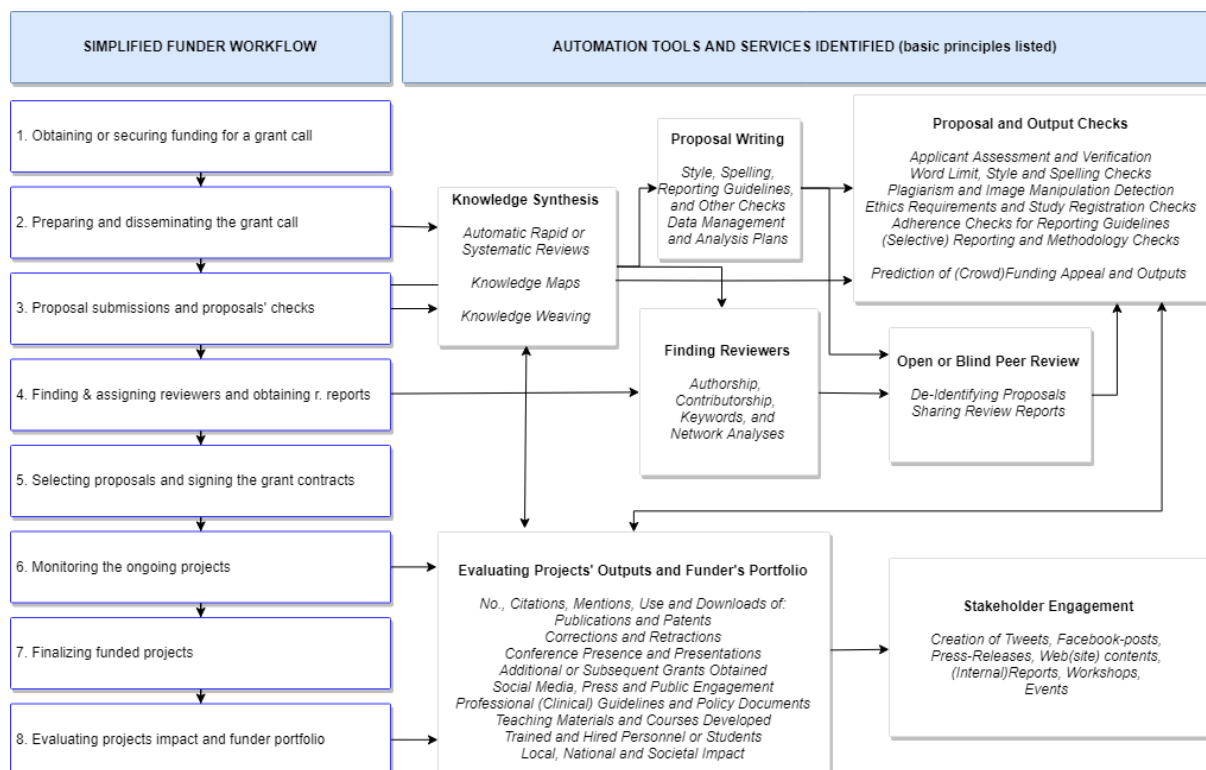 SIMPLIFIED FUNDER WORKFLOW
AUTOMATION TOOLS AND SERVICES IDENTIFIED (basic principles listed)
1. Obtaining or securing funding for a grant call
2. Preparing and disseminating the grant call
3. Proposal submissions and proposals' checks
4. Finding & assigning reviewers and obtaining r. reports
5. Selecting proposals and signing the grant contracts
6. Monitoring the ongoing projects
7. Finalizing funded projects
8. Evaluating projects impact and funder portfolio
Knowledge Synthesis
Automatic Rapid or
Systematic Reviews
Knowledge Maps
Knowledge Weaving
Proposal Writing
Style, Spelling,
Reporting Guidelines,
and Other Checks
Data Management
and Analysis Plans
Proposal and Output Checks
Applicant Assessment and Verification
Word Limit, Style and Spelling Checks
Plagiarism and Image Manipulation Detection
Ethics Requirements and Study Registration Checks
Adherence Checks for Reporting Guidelines
(Selective) Reporting and Methodology Checks
Prediction of (Crowd)Funding Appeal and Outputs
Finding Reviewers
Authorship,
Contributorship,
Keywords, and
Network Analyses
Open or Blind Peer Review
De-Identifying Proposals
Sharing Review Reports
Evaluating Projects' Outputs and Funder's Portfolio
No., Citations, Mentions, Use and Downloads of:
Publications and Patents
Corrections and Retractions
Conference Presence and Presentations
Additional or Subsequent Grants Obtained
Social Media, Press and Public Engagement
Professional (Clinical) Guidelines and Policy Documents
Teaching Materials and Courses Developed
Trained and Hired Personnel or Students
Local, National and Societal Impact
Stakeholder Engagement
Creation of Tweets, Facebook-posts,
Press-Releases, Web(site) contents,
(Internal)Reports, Workshops,
Events